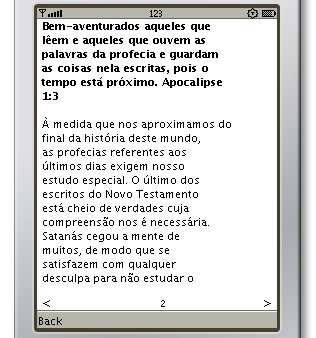 123
Bem-aventurados aqueles que
lêem e aqueles que ouvem as
palavras da profecia e guardam
as coisas nela escritas, pois o
tempo está próximo. Apocalipse
1:3
À medida que nos aproximamos do
final da história deste mundo,
as profecias referentes aos
últimos dias exigem nosso
estudo especial. O último dos
escritos do Novo Testamento
está cheio de verdades cuja
compreensão nos é necessária.
Satanás cegou a mente de
muitos, de modo que se
satisfazem com qualquer
desculpa para não estudar o
< 2 >
Back